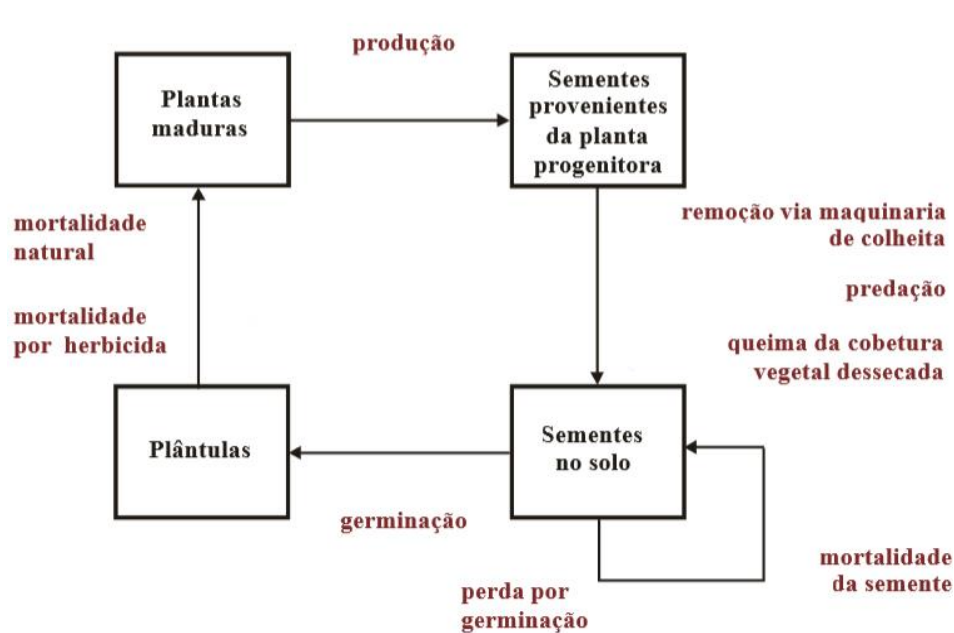 produção
Plantas
maduras
Sementes
provenientes
da planta
progenitora
mortalidade
natural
remoção via maquinaria
de colheita
predação
mortalidade
por herbicida
queima da cobetura
vegetal dessecada
Plântulas
Sementes
no solo
germinação
mortalidade
da semente
perda por
germinação